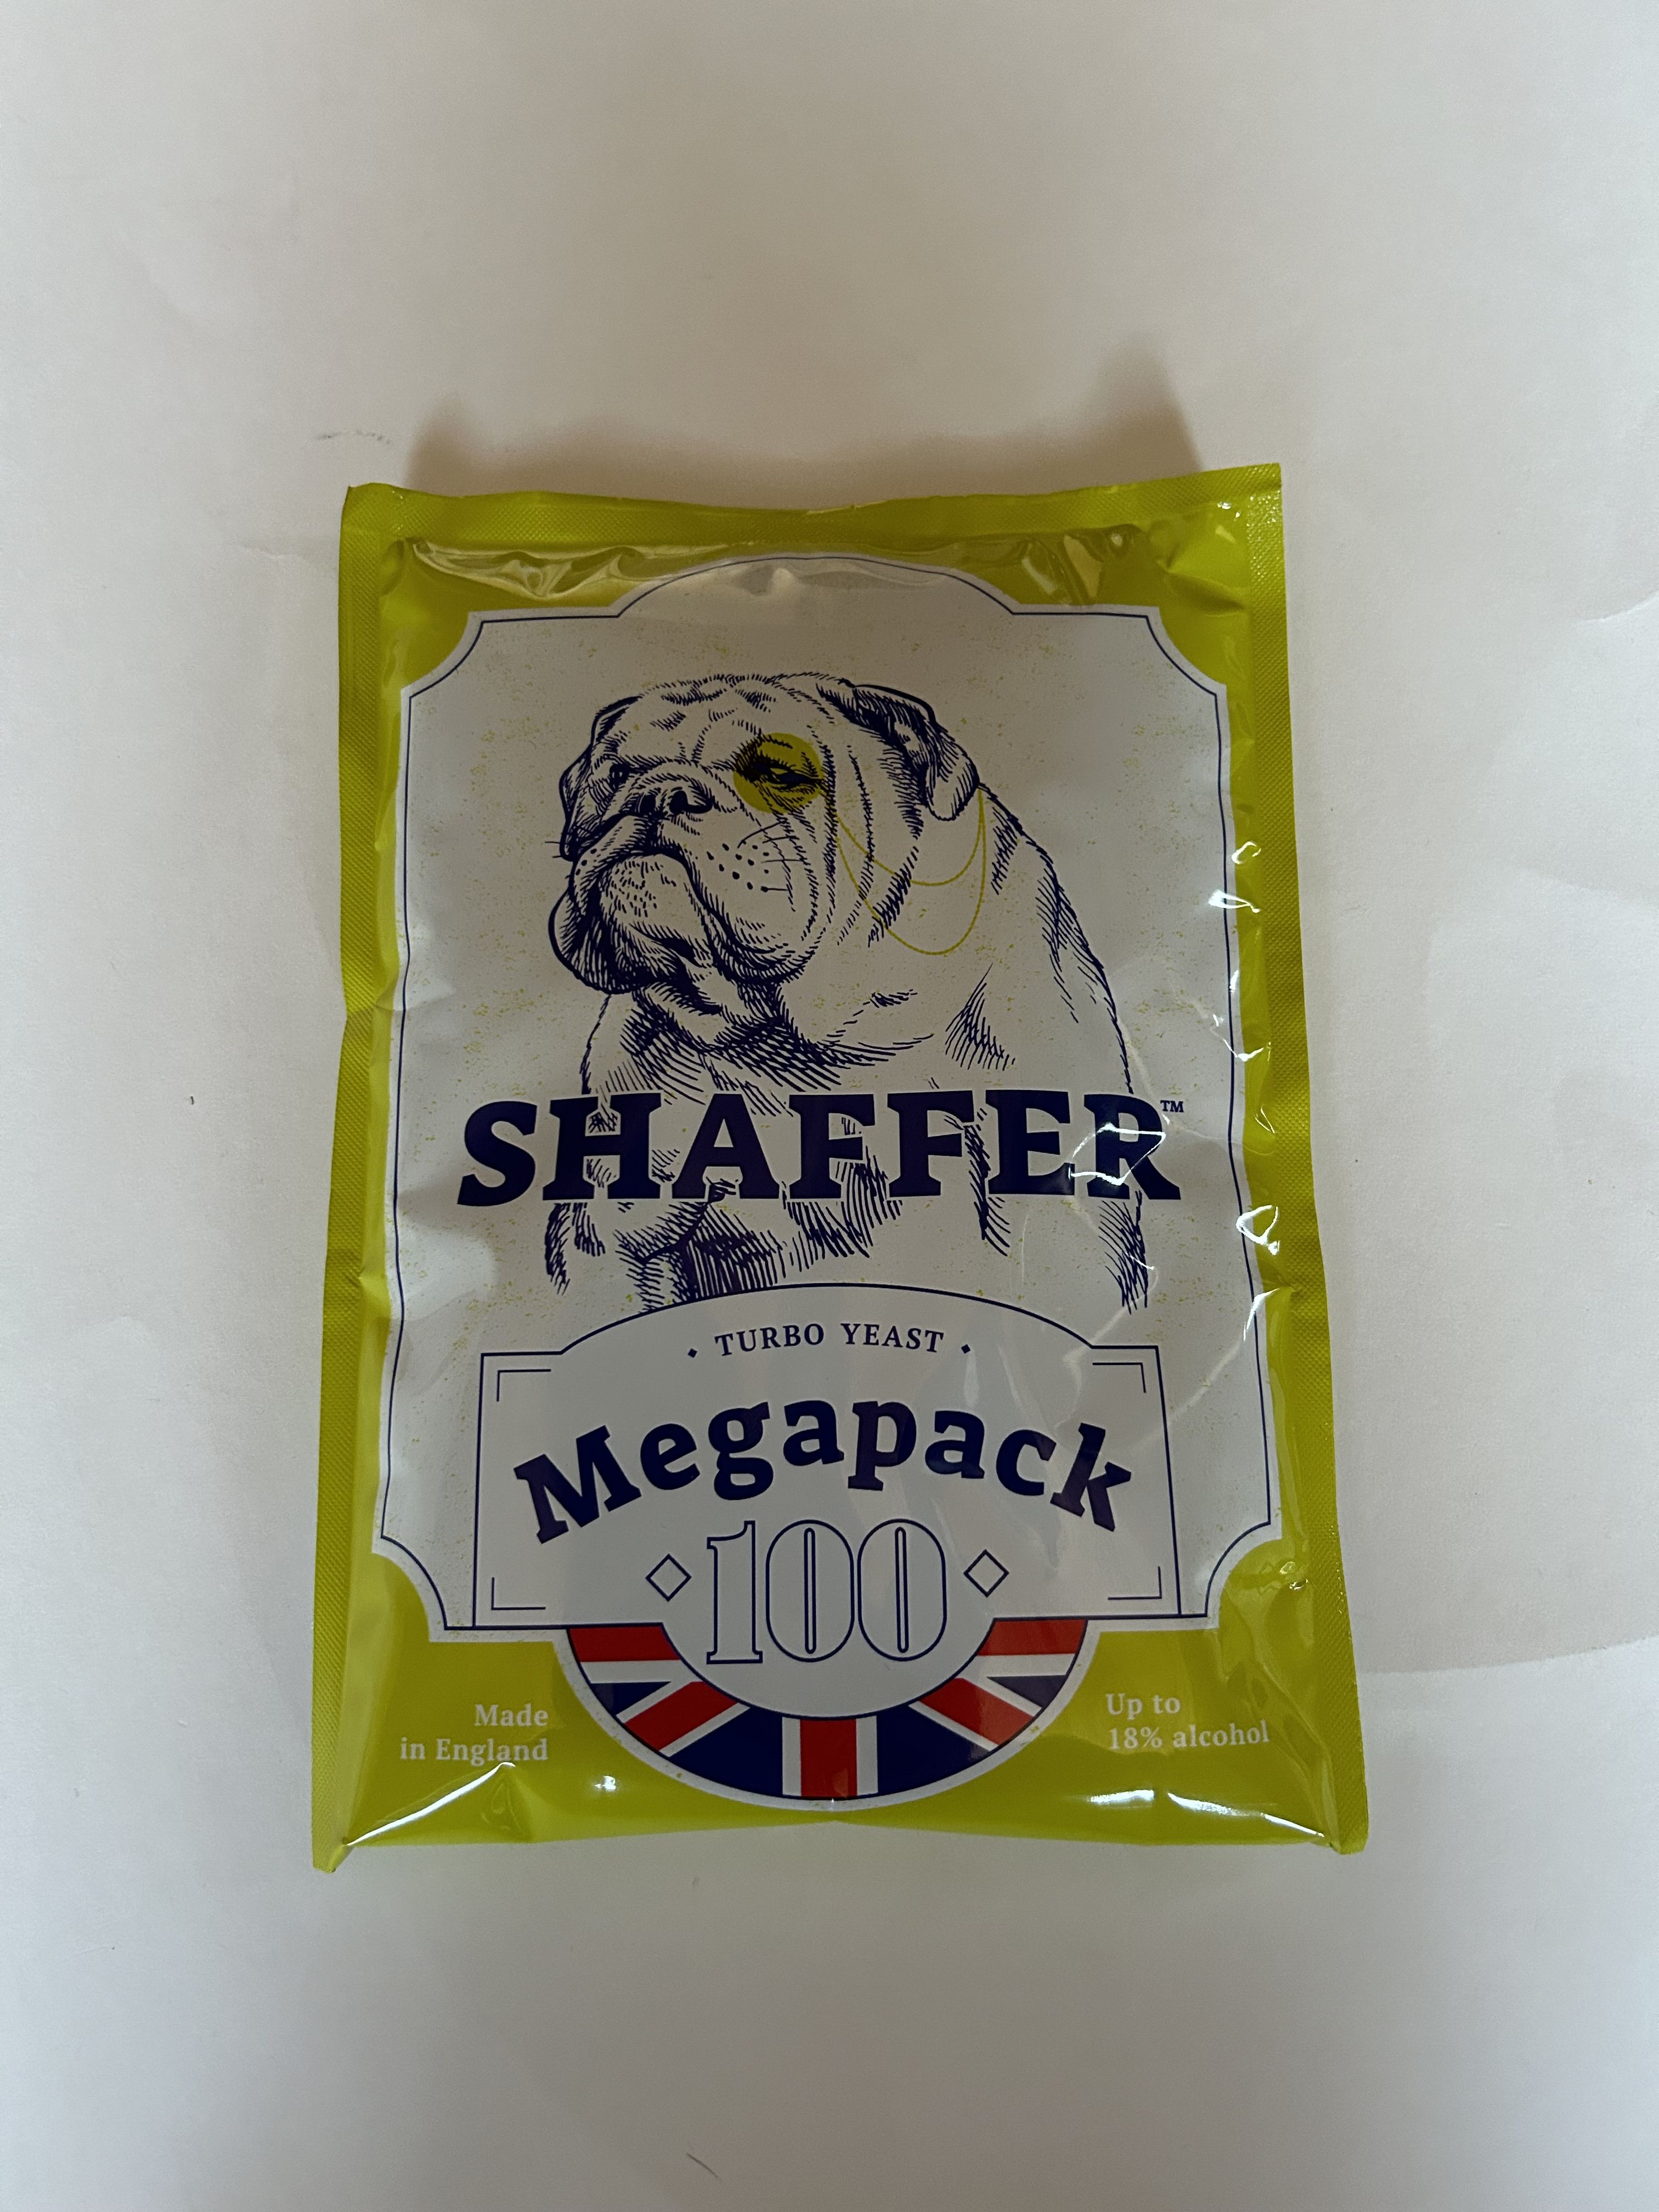 SHAFFER™
TURBO YEAST
Megapack
100
Made
in England
Up to
18% alcohol